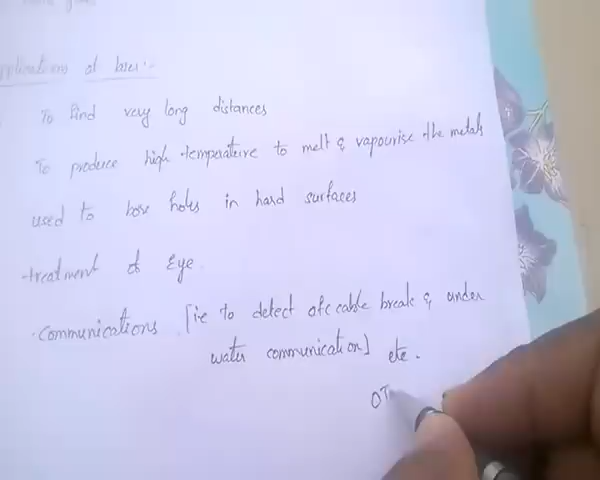 applications of laser:-
To find very long distances
To produce high temperature to melt & vapourise the metals
used to bore holes in hard surfaces
treatment of Eye
communications [ie to detect ofc cable break & under
water communication] etc.
OT